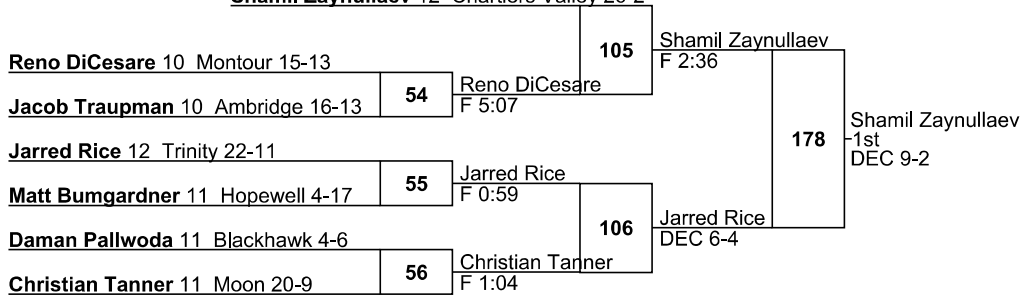 Shamil Zaynullaev 12 Chartiers Valley 20-2
Shamil Zaynullaev
105
F 2:36
Reno DiCesare 10 Montour 15-13
Reno DiCesare
54
F 5:07
Jacob Traupman 10 Ambridge 16-13
Shamil Zaynullaev
178
1st
DEC 9-2
Jarred Rice 12 Trinity 22-11
Jarred Rice
55
F 0:59
Matt Bumgardner 11 Hopewell 4-17
Jarred Rice
106
DEC 6-4
Daman Pallwoda 11 Blackhawk 4-6
Christian Tanner
56
F 1:04
Christian Tanner 11 Moon 20-9